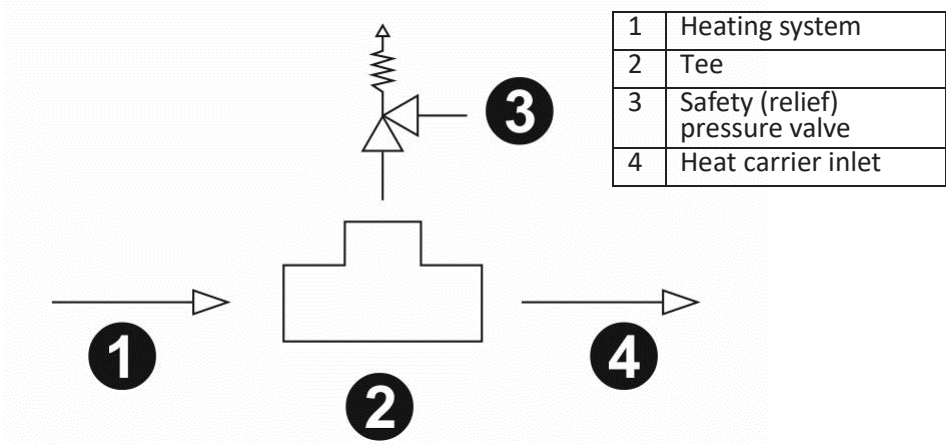 1 Heating system
2 Tee
3 Safety (relief)
pressure valve
4 Heat carrier inlet
3
1
4
2